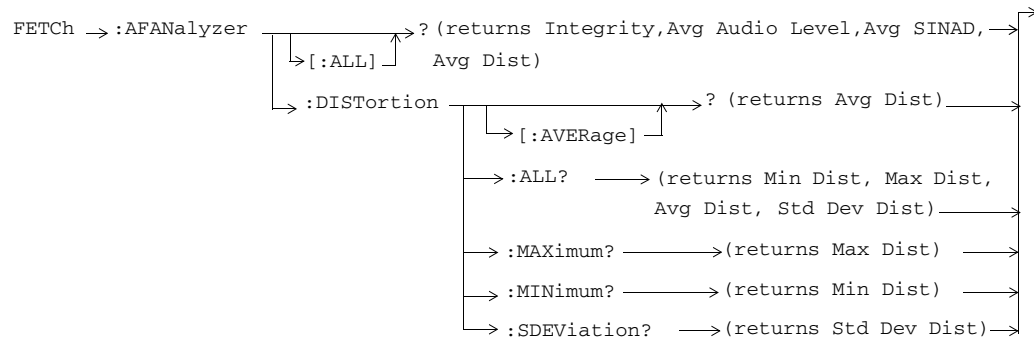 FETCh :AFANalyzer ? (returns Integrity,Avg Audio Level,Avg SINAD,
[:ALL] Avg Dist)
:DISTortion ? (returns Avg Dist)
[:AVERage]
:ALL? (returns Min Dist, Max Dist,
Avg Dist, Std Dev Dist)
:MAXimum? (returns Max Dist)
:MINimum? (returns Min Dist)
:SDEViation? (returns Std Dev Dist)